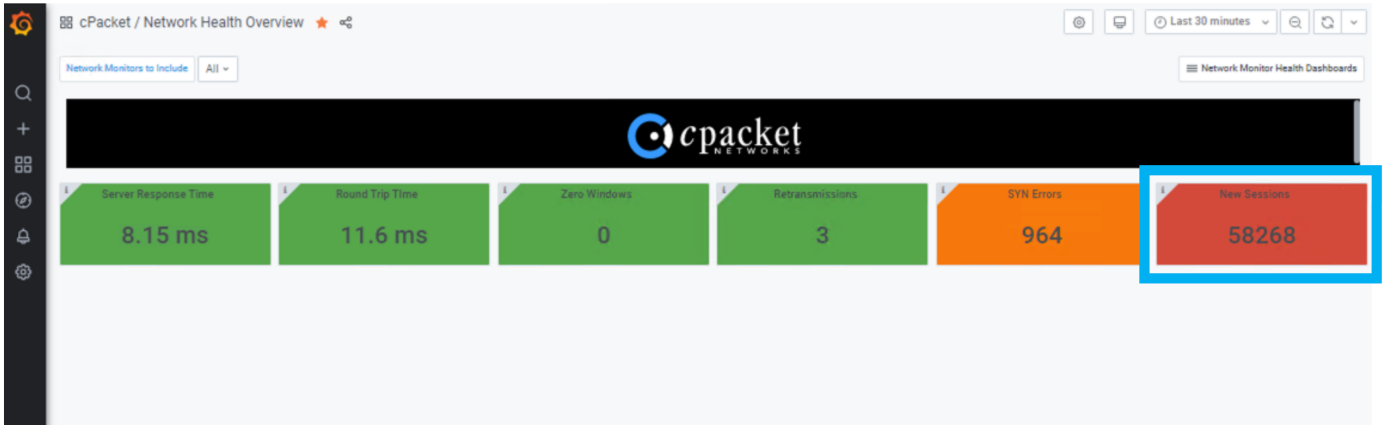 cPacket / Network Health Overview
Last 30 minutes
Network Monitors to Include All
Network Monitor Health Dashboards
cpacket
NETWORKS
i Server Response Time
8.15 ms
i Round Trip TIme
11.6 ms
i Zero Windows
0
i Retransmissions
3
i SYN Errors
964
i New Sessions
58268